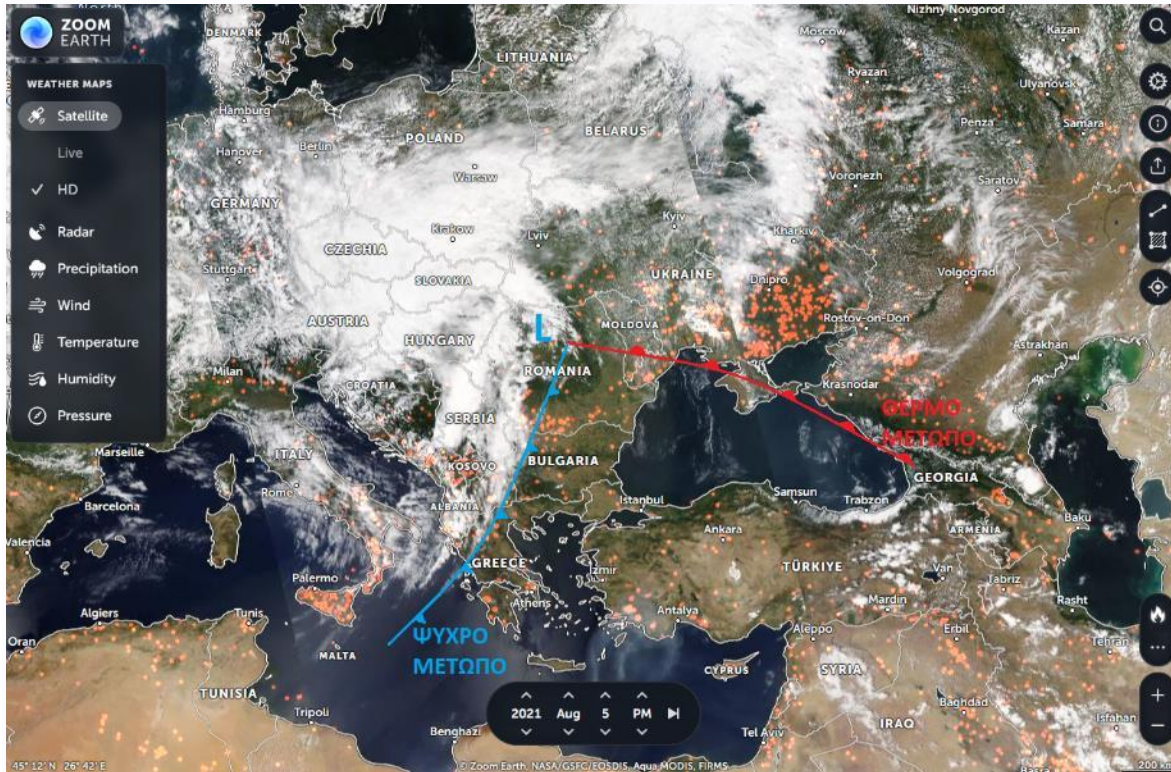 ZOOM
EARTH
WEATHER MAPS
Satellite
Live
HD
Radar
Precipitation
Wind
Temperature
Humidity
Pressure
North
DENMARK
LITHUANIA
Moscow
Nizhny Novgorod
Kazan
Ryazan
Ulyanovsk
Hamburg
POLAND
BELARUS
Penza
Samara
Hanover
Berlin
Warsaw
Voronezh
Saratov
GERMANY
Kyiv
Kharkiv
CZECHIA
Krakow
Lviv
Stuttgart
SLOVAKIA
UKRAINE
Dnipro
Volgograd
AUSTRIA
MOLDOVA
Rostov-on-Don
L
HUNGARY
Astrakhan
Milan
ROMANIA
CROATIA
Krasnodar
SERBIA
ΘΕΡΜΟ
ΜΕΤΩΠΟ
Marseille
ITALY
KOSOVO
BULGARIA
GEORGIA
Rome
Barcelona
ALBANIA
Istanbul
Samsun
Trabzon
Ankara
ARMENIA
Baku
Valencia
GREECE
Izmir
TÜRKIYE
Van
Palermo
Athens
Tabriz
Algiers
Tunis
Antalya
Mardin
Rasht
Oran
Aleppo
Erbil
Tehran
ΨΥΧΡΟ
ΜΕΤΩΠΟ
MALTA
CYPRUS
SYRIA
TUNISIA
Tripoli
2021 Aug 5 PM
Baghdad
Benghazi
Tel Aviv
IRAQ
Isfahan
45° 12' N 26° 42' E
© Zoom Earth, NASA/GSFC/EOSDIS, Aqua MODIS, FIRMS
Basra
200 km